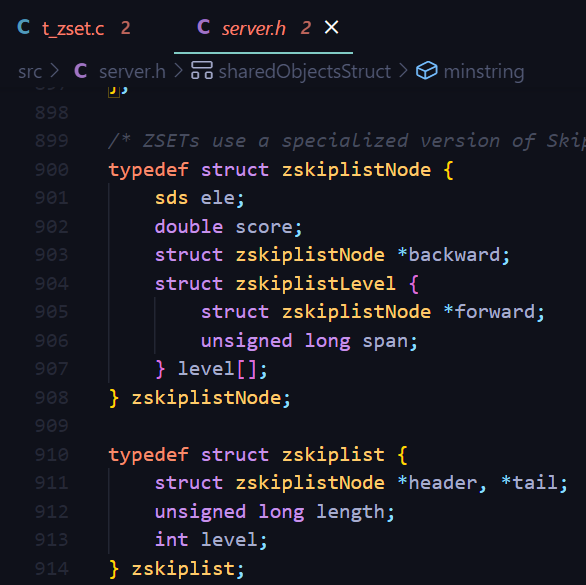 C t_zset.c 2 C server.h 2 ×
src > C server.h > sharedObjectsStruct > minstring
897 };
898
899 /* ZSETs use a specialized version of
900 typedef struct zskiplistNode {
901 sds ele;
902 double score;
903 struct zskiplistNode *backward;
904 struct zskiplistLevel {
905 struct zskiplistNode *forward;
906 unsigned long span;
907 } level[];
908 } zskiplistNode;
909
910 typedef struct zskiplist {
911 struct zskiplistNode *header, *tail;
912 unsigned long length;
913 int level;
914 } zskiplist;